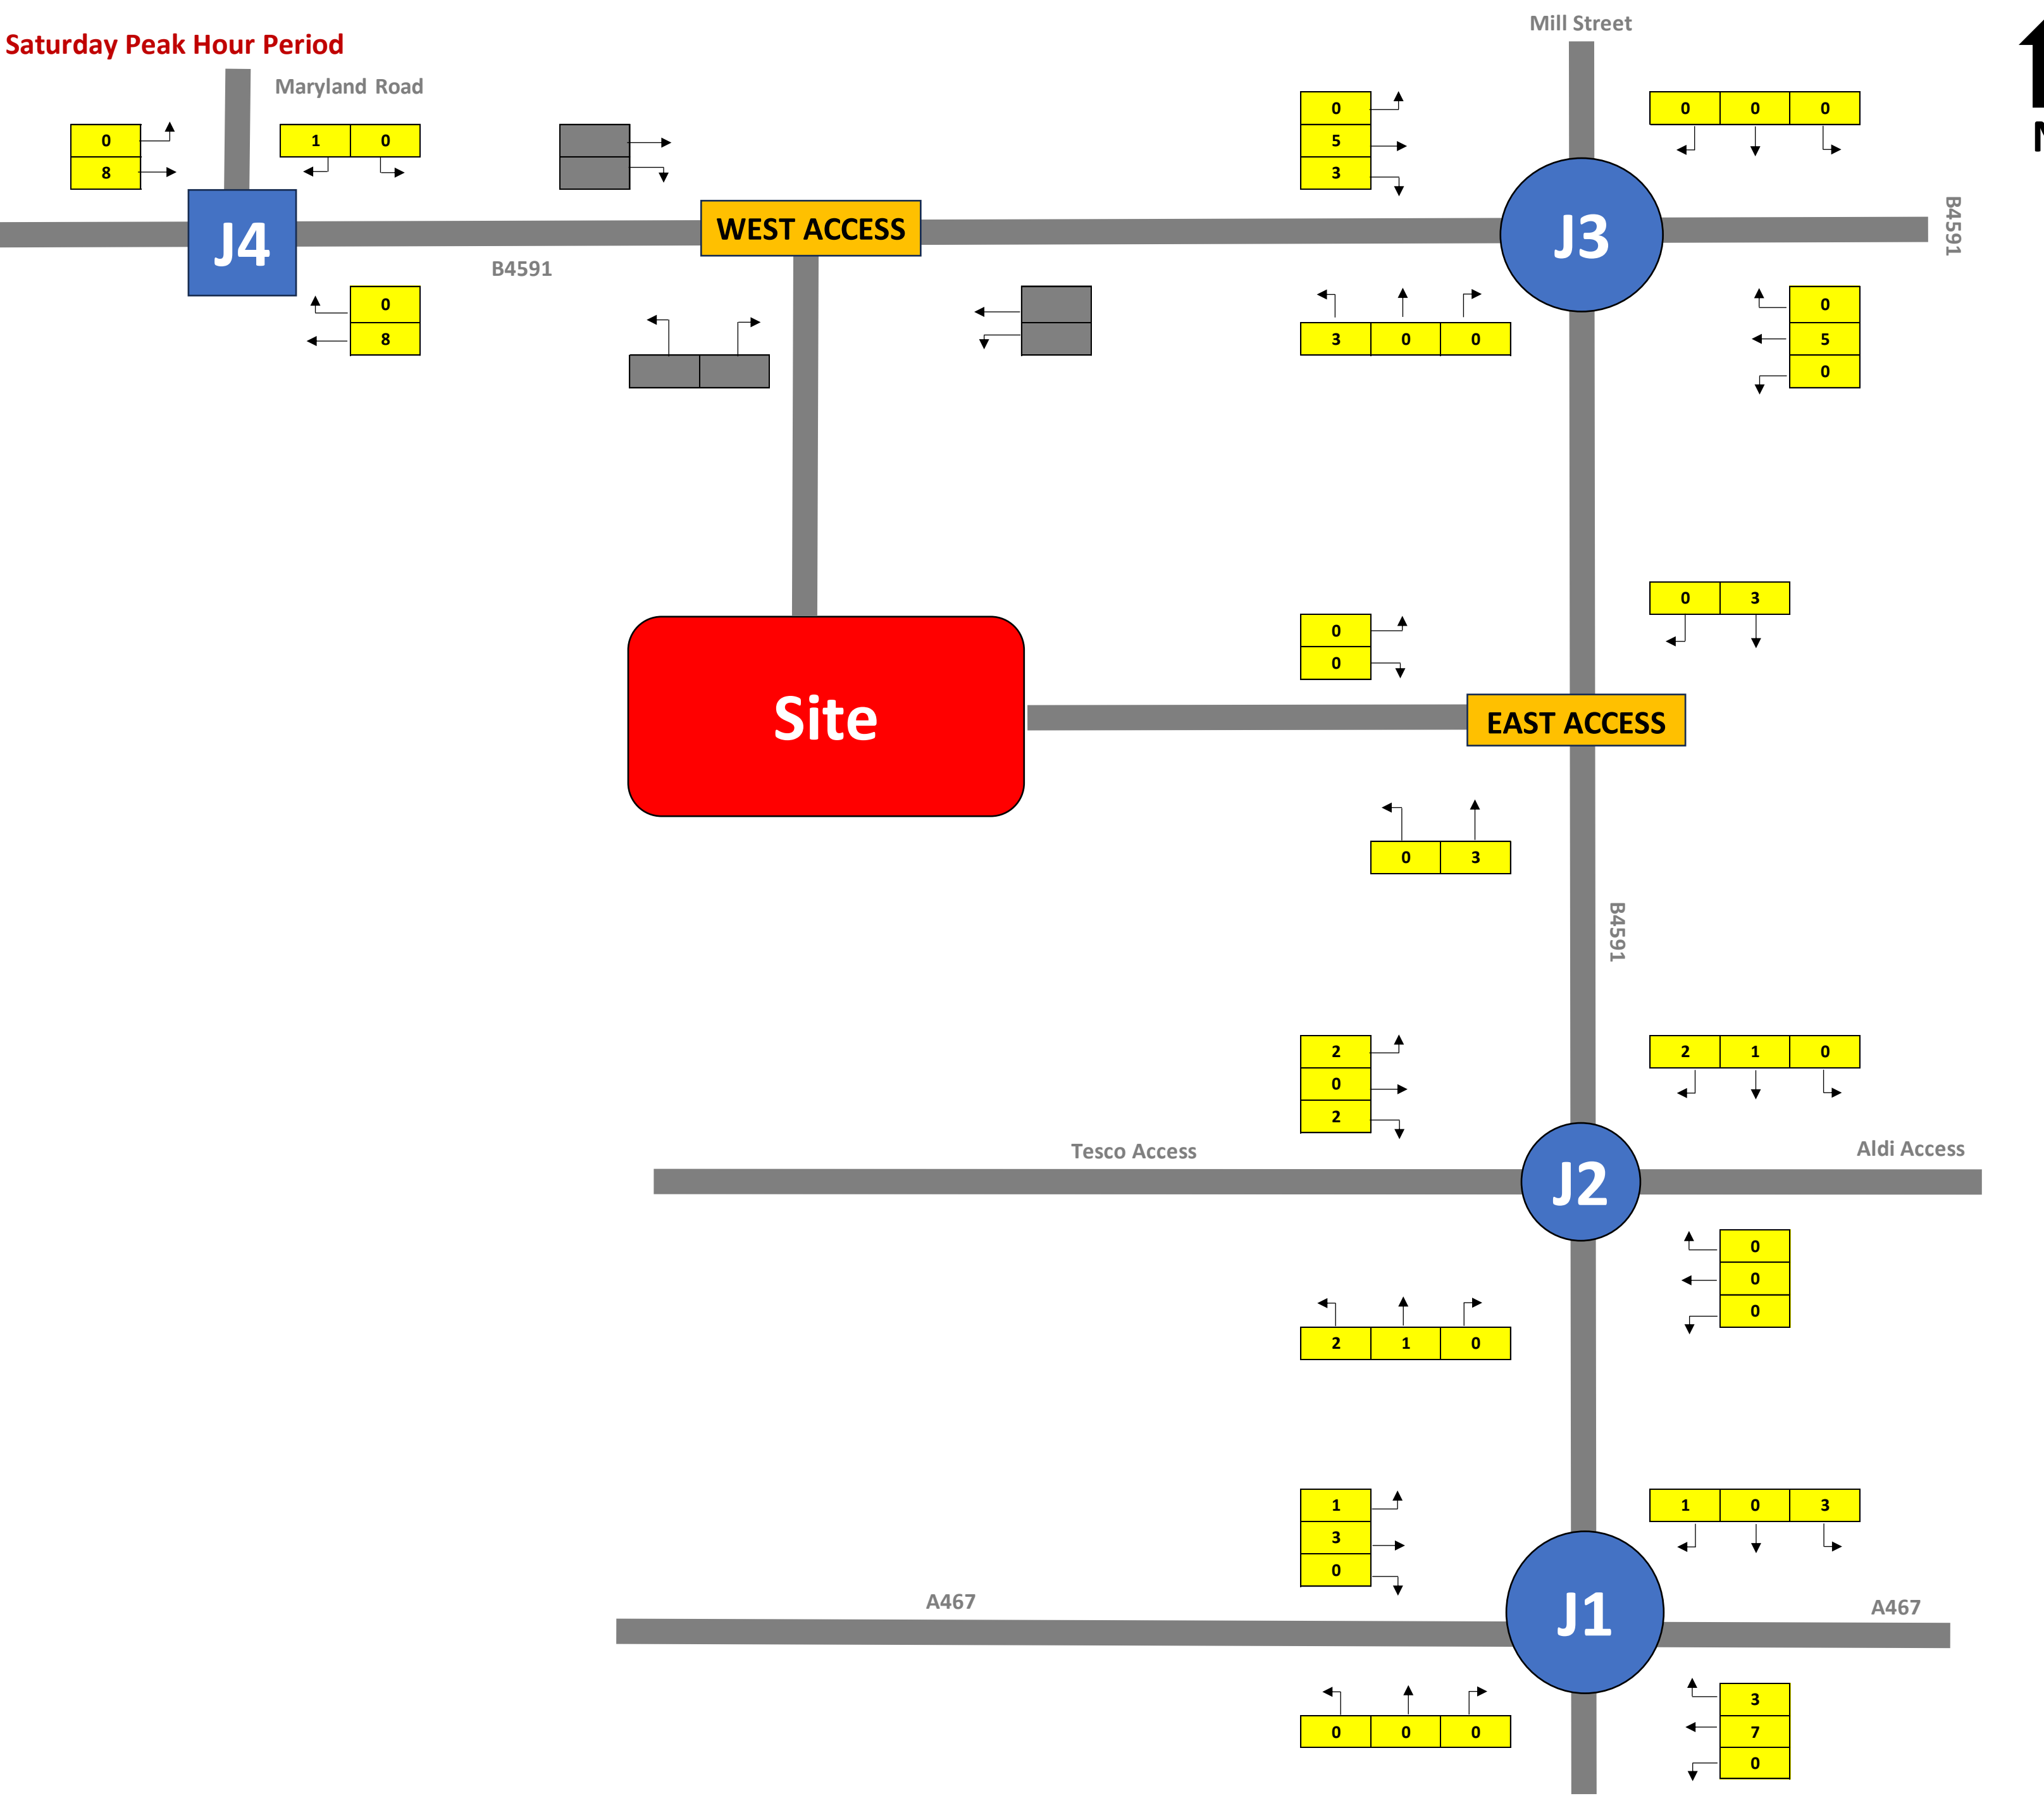 Mill Street
Saturday Peak Hour Period
Maryland Road
0
8
1 0
0
5
3
0 0 0
N
J4
WEST ACCESS
J3
B4591
B4591
0
8
3 0 0
0
5
0
0 3
0
0
Site
EAST ACCESS
0 3
B4591
2
0
2
2 1 0
Tesco Access
Aldi Access
J2
0
0
0
2 1 0
1
3
0
1 0 3
A467
A467
J1
0 0 0
3
7
0